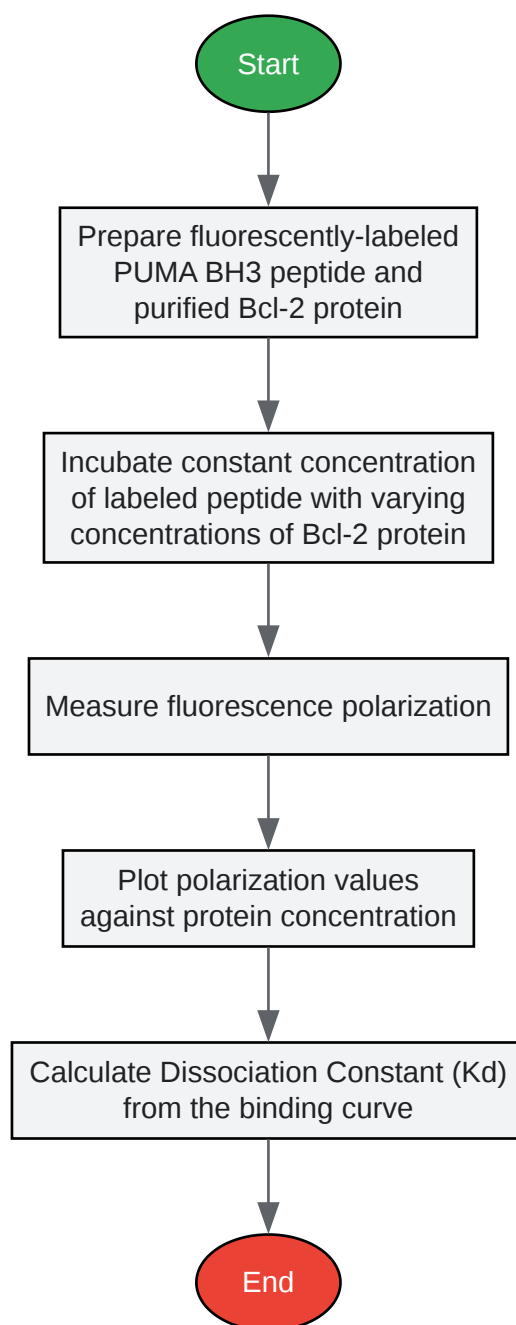 Start
Prepare fluorescently-labeled
PUMA BH3 peptide and
purified Bcl-2 protein
Incubate constant concentration
of labeled peptide with varying
concentrations of Bcl-2 protein
Measure fluorescence polarization
Plot polarization values
against protein concentration
Calculate Dissociation Constant (Kd)
from the binding curve
End